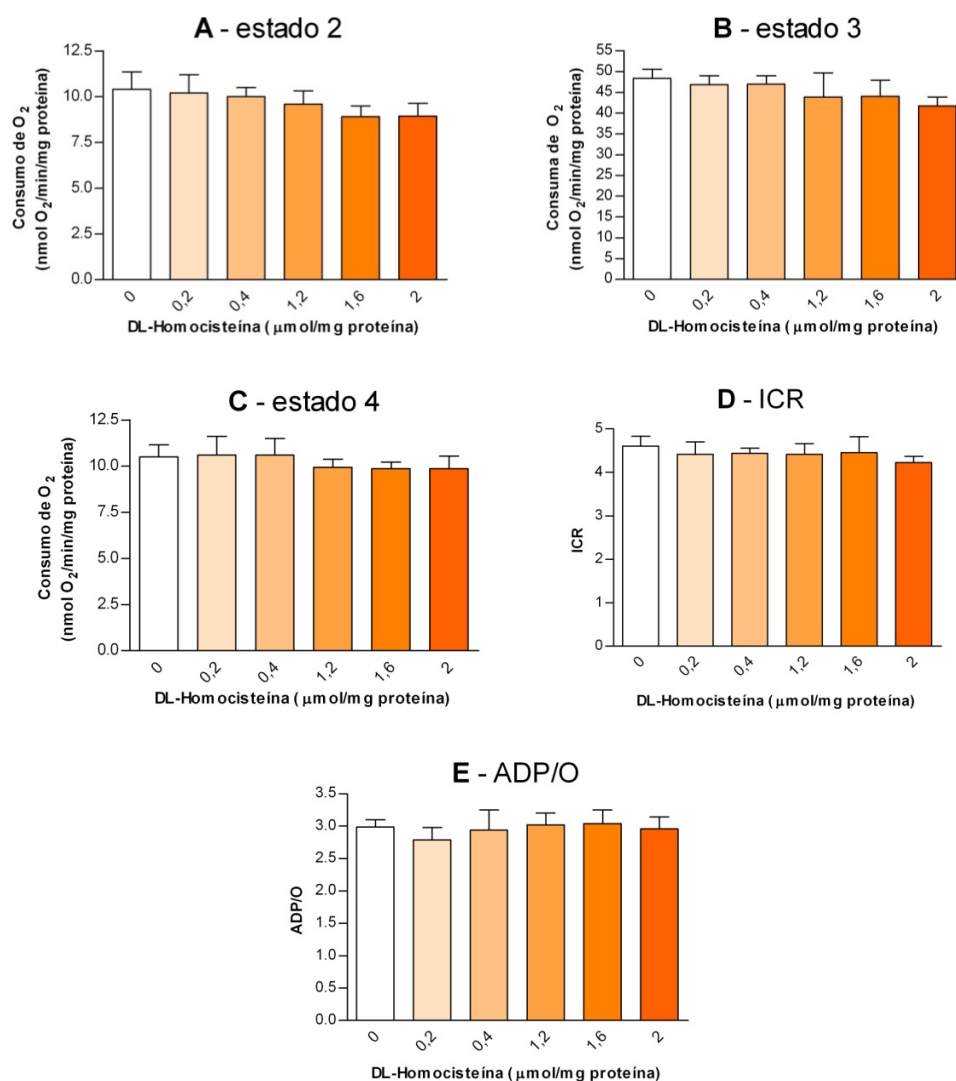 A - estado 2
Consumo de O₂
(nmol O₂/min/mg proteína)
12.5
10.0
7.5
5.0
2.5
0.0
0 0,2 0,4 1,2 1,6 2
DL-Homocisteína ( μmol/mg proteína)
B - estado 3
Consuma de O₂
(nmol O₂/min/mg proteína)
55
50
45
40
35
30
25
20
15
10
5
0
0 0,2 0,4 1,2 1,6 2
DL-Homocisteína ( μmol/mg proteína)
C - estado 4
Consumo de O₂
(nmol O₂/min/mg proteína)
12.5
10.0
7.5
5.0
2.5
0.0
0 0,2 0,4 1,2 1,6 2
DL-Homocisteína ( μmol/mg proteína)
D - ICR
ICR
5
4
3
2
1
0
0 0,2 0,4 1,2 1,6 2
DL-Homocisteína ( μmol/mg proteína)
E - ADP/O
ADP/O
3.5
3.0
2.5
2.0
1.5
1.0
0.5
0.0
0 0,2 0,4 1,2 1,6 2
DL-Homocisteína ( μmol/mg proteína)